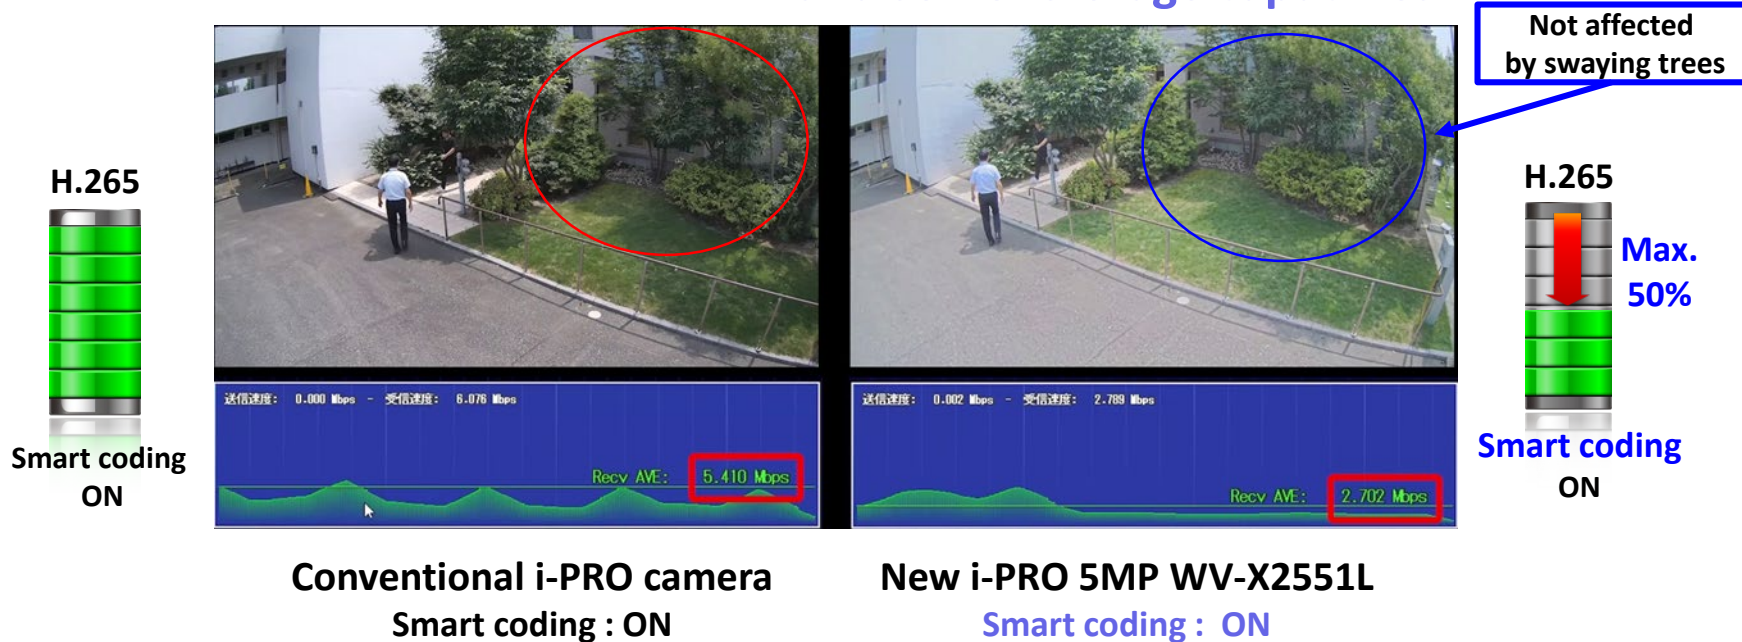 Not affected
by swaying trees
H.265
H.265
Max.
50%
送信速度： 0.000 Mbps - 受信速度： 6.076 Mbps
送信速度： 0.002 Mbps - 受信速度： 2.789 Mbps
Recv AVE: 5.410 Mbps
Recv AVE: 2.702 Mbps
Smart coding
ON
Smart coding
ON
Conventional i-PRO camera
Smart coding : ON
New i-PRO 5MP WV-X2551L
Smart coding : ON